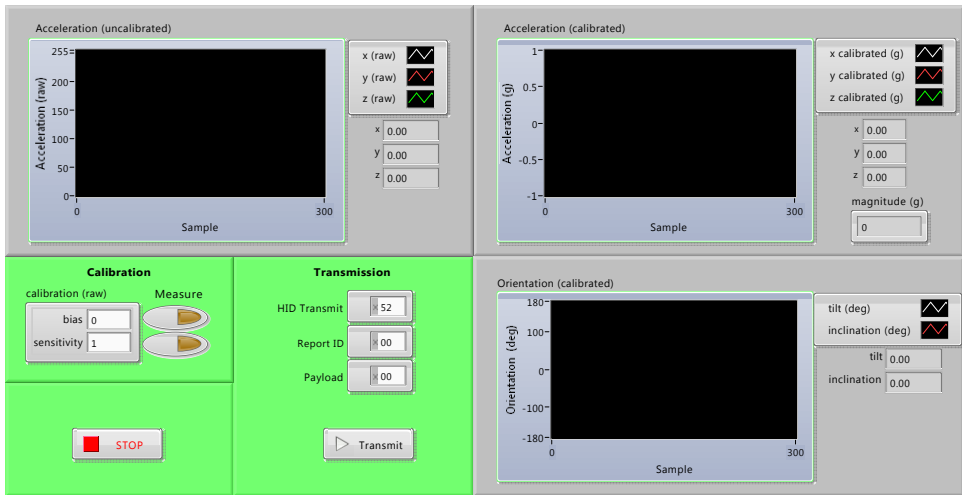 Acceleration (uncalibrated)
255
200
150
100
50
0
Acceleration (raw)
0
300
Sample
x (raw)
y (raw)
z (raw)
x 0.00
y 0.00
z 0.00
Acceleration (calibrated)
1
0.5
0
-0.5
-1
Acceleration (g)
0
300
Sample
x calibrated (g)
y calibrated (g)
z calibrated (g)
x 0.00
y 0.00
z 0.00
magnitude (g)
0
Calibration
calibration (raw)
Measure
bias 0
sensitivity 1
STOP
Transmission
HID Transmit x 52
Report ID x 00
Payload x 00
Transmit
Orientation (calibrated)
180
100
0
-100
-180
Orientation (deg)
0
300
Sample
tilt (deg)
inclination (deg)
tilt 0.00
inclination 0.00